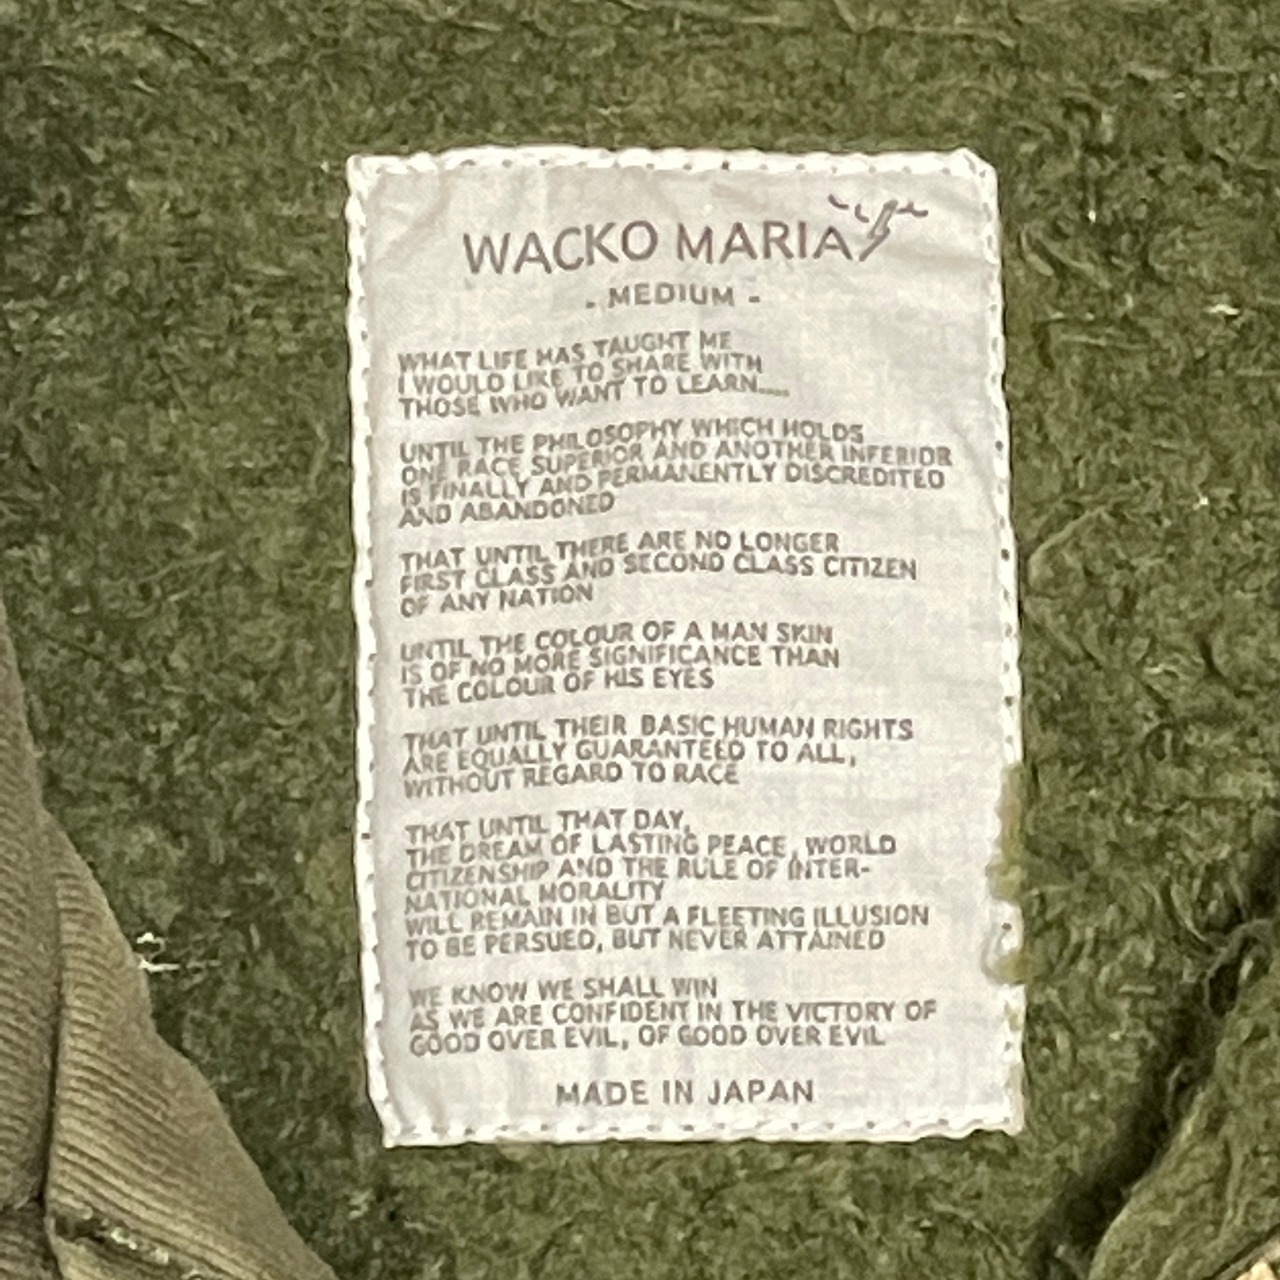 WACKO MARIA
- MEDIUM -
WHAT LIFE HAS TAUGHT ME
I WOULD LIKE TO SHARE WITH
THOSE WHO WANT TO LEARN....
UNTIL THE PHILOSOPHY WHICH HOLDS
ONE RACE SUPERIOR AND ANOTHER INFERIOR
IS FINALLY AND PERMANENTLY DISCREDITED
AND ABANDONED
THAT UNTIL THERE ARE NO LONGER
FIRST CLASS AND SECOND CLASS CITIZEN
OF ANY NATION
UNTIL THE COLOUR OF A MAN SKIN
IS OF NO MORE SIGNIFICANCE THAN
THE COLOUR OF HIS EYES
THAT UNTIL THEIR BASIC HUMAN RIGHTS
ARE EQUALLY GUARANTEED TO ALL,
WITHOUT REGARD TO RACE
THAT UNTIL THAT DAY,
THE DREAM OF LASTING PEACE, WORLD
CITIZENSHIP AND THE RULE OF INTER-
NATIONAL MORALITY
WILL REMAIN IN BUT A FLEETING ILLUSION
TO BE PERSUED, BUT NEVER ATTAINED
WE KNOW WE SHALL WIN
AS WE ARE CONFIDENT IN THE VICTORY OF
GOOD OVER EVIL, OF GOOD OVER EVIL
MADE IN JAPAN